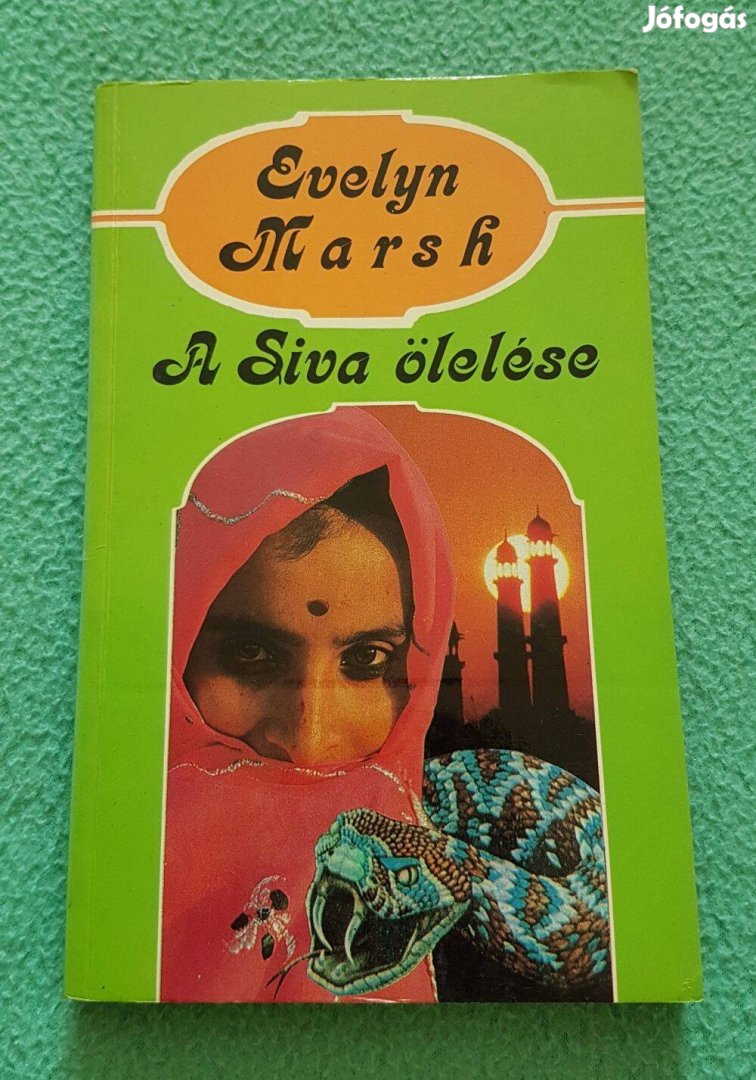 Jófogás
Evelyn
Marsh
A Siva ölelése